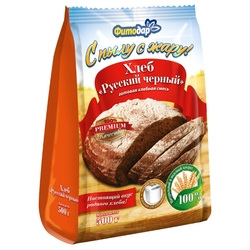 Фитодар
С пылу с жару!
Хлеб
«Русский черный»
готовая хлебная смесь
PREMIUM
Настоящий вкус
родного хлеба!
500 г
100%
Хлеб
«Русский черный»
500 г